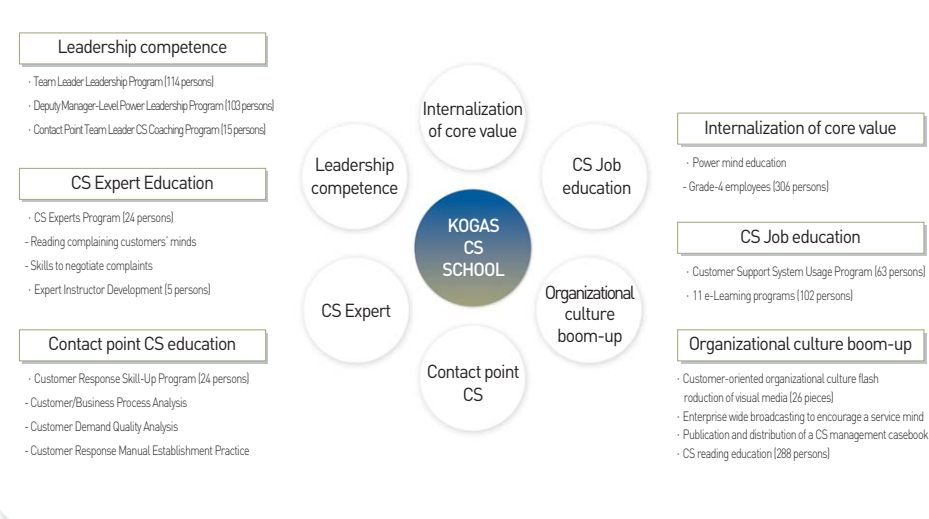 Leadership competence
· Team Leader Leadership Program (114 persons)
· Deputy Manager-Level Power Leadership Program (103 persons)
· Contact Point Team Leader CS Coaching Program (15 persons)
CS Expert Education
· CS Experts Program (24 persons)
- Reading complaining customers' minds
- Skills to negotiate complaints
· Expert Instructor Development (5 persons)
Contact point CS education
· Customer Response Skill-Up Program (24 persons)
- Customer/Business Process Analysis
- Customer Demand Quality Analysis
- Customer Response Manual Establishment Practice
Internalization
of core value
Leadership
competence
CS Job
education
KOGAS
CS
SCHOOL
CS Expert
Organizational
culture
boom-up
Contact point
CS
Internalization of core value
· Power mind education
- Grade-4 employees (306 persons)
CS Job education
· Customer Support System Usage Program (63 persons)
· 11 e-Learning programs (102 persons)
Organizational culture boom-up
· Customer-oriented organizational culture flash
roduction of visual media (26 pieces)
· Enterprise wide broadcasting to encourage a service mind
· Publication and distribution of a CS management casebook
· CS reading education (288 persons)